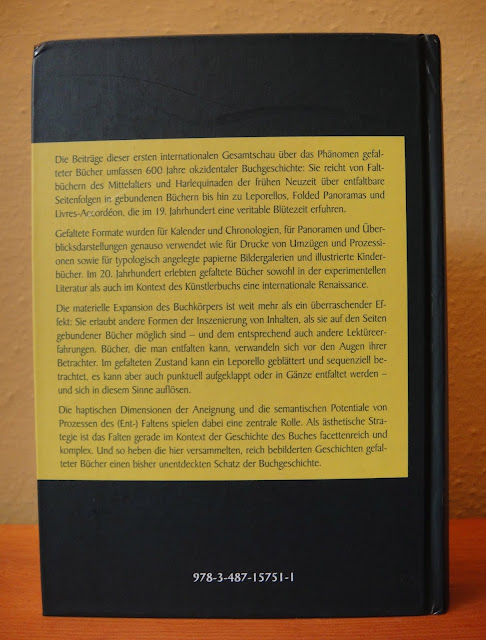 Die Beiträge dieser ersten internationalen Gesamtschau über das Phänomen gefal-
teter Bücher umfassen 600 Jahre okzidentaler Buchgeschichte: Sie reicht von Falt-
büchern des Mittelalters und Harlequinaden der frühen Neuzeit über entfaltbare
Seitenfolgen in gebundenen Büchern bis hin zu Leporellos, Folded Panoramas und
Livres-Accordéon, die im 19. Jahrhundert eine veritable Blütezeit erfuhren.
Gefaltete Formate wurden für Kalender und Chronologien, für Panoramen und Über-
blicksdarstellungen genauso verwendet wie für Drucke von Umzügen und Prozessi-
onen sowie für typologisch angelegte papierne Bildergalerien und illustrierte Kinder-
bücher. Im 20. Jahrhundert erlebten gefaltete Bücher sowohl in der experimentellen
Literatur als auch im Kontext des Künstlerbuchs eine internationale Renaissance.
Die materielle Expansion des Buchkörpers ist weit mehr als ein überraschender Ef-
fekt: Sie erlaubt andere Formen der Inszenierung von Inhalten, als sie auf den Seiten
gebundener Bücher möglich sind – und dem entsprechend auch andere Lektüreer-
fahrungen. Bücher, die man entfalten kann, verwandeln sich vor den Augen ihrer
Betrachter. Im gefalteten Zustand kann ein Leporello geblättert und sequenziell be-
trachtet, es kann aber auch punktuell aufgeklappt oder in Gänze entfaltet werden –
und sich in diesem Sinne auflösen.
Die haptischen Dimensionen der Aneignung und die semantischen Potentiale von
Prozessen des (Ent-) Faltens spielen dabei eine zentrale Rolle. Als ästhetische Stra-
tegie ist das Falten gerade im Kontext der Geschichte des Buches facettenreich und
komplex. Und so heben die hier versammelten, reich bebilderten Geschichten gefal-
teter Bücher einen bisher unentdeckten Schatz der Buchgeschichte.
978-3-487-15751-1